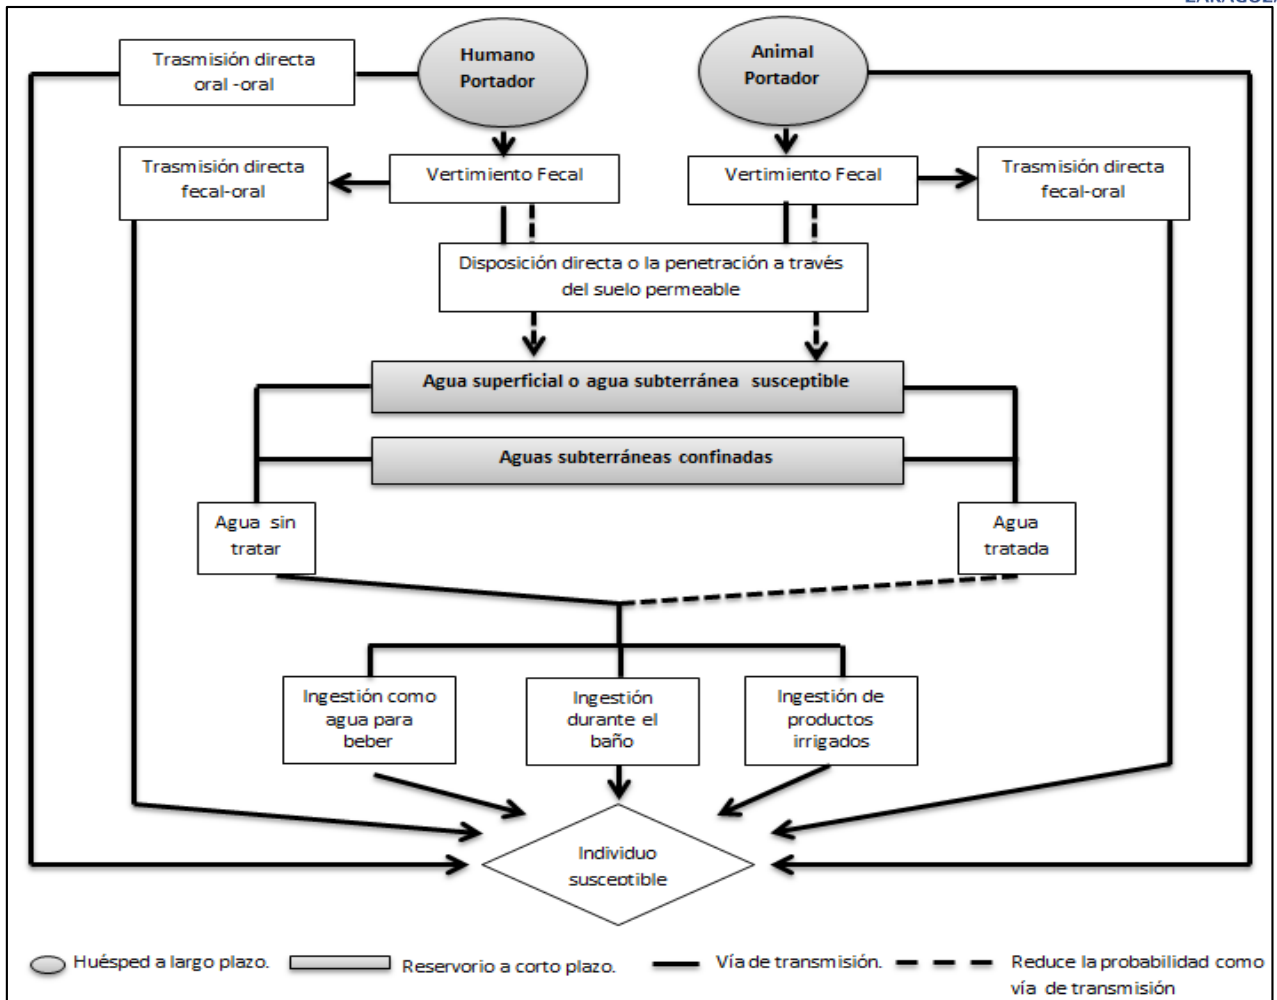 ZARAGOZA
Trasmisión directa
oral -oral
Humano
Portador
Animal
Portador
Trasmisión directa
fecal-oral
Vertimiento Fecal
Vertimiento Fecal
Trasmisión directa
fecal-oral
Disposición directa o la penetración a través
del suelo permeable
Agua superficial o agua subterránea susceptible
Aguas subterráneas confinadas
Agua sin
tratar
Agua
tratada
Ingestión como
agua para
beber
Ingestión
durante el
baño
Ingestión de
productos
irrigados
Individuo
susceptible
Huésped a largo plazo.
Reservorio a corto plazo.
Vía de transmisión.
Reduce la probabilidad como
vía de transmisión